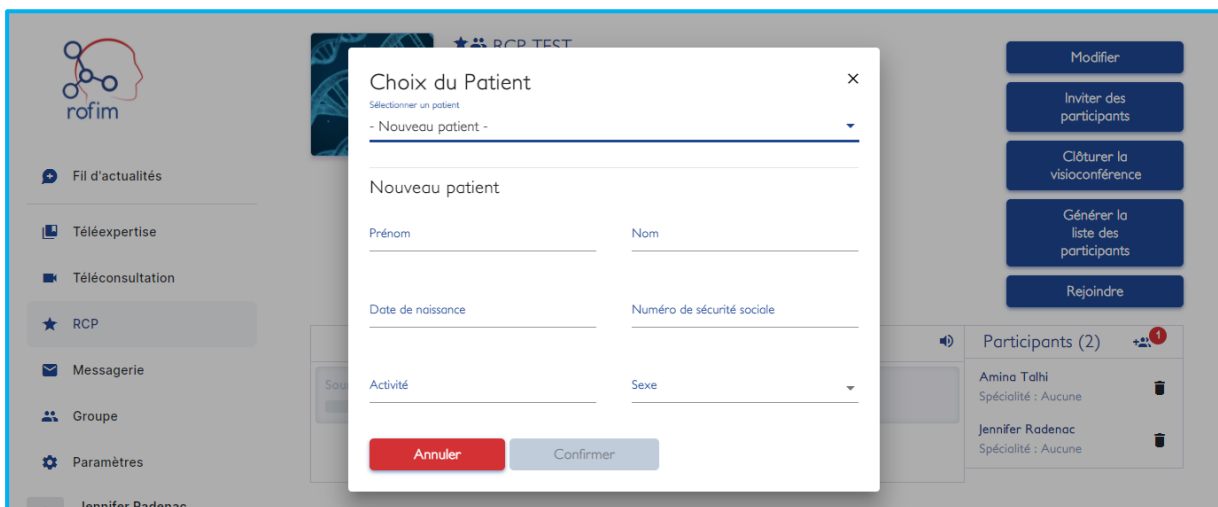 rofim
Fil d'actualités
Téléexpertise
Téléconsultation
RCP
Messagerie
Groupe
Paramètres
Jennifer Radenac
RCP TEST
Choix du Patient
Sélectionner un patient
- Nouveau patient -
Nouveau patient
Prénom
Nom
Date de naissance
Numéro de sécurité sociale
Activité
Sexe
Annuler
Confirmer
Modifier
Inviter des
participants
Clôturer la
visioconférence
Générer la
liste des
participants
Rejoindre
Participants (2)
1
Amina Talhi
Spécialité : Aucune
Jennifer Radenac
Spécialité : Aucune